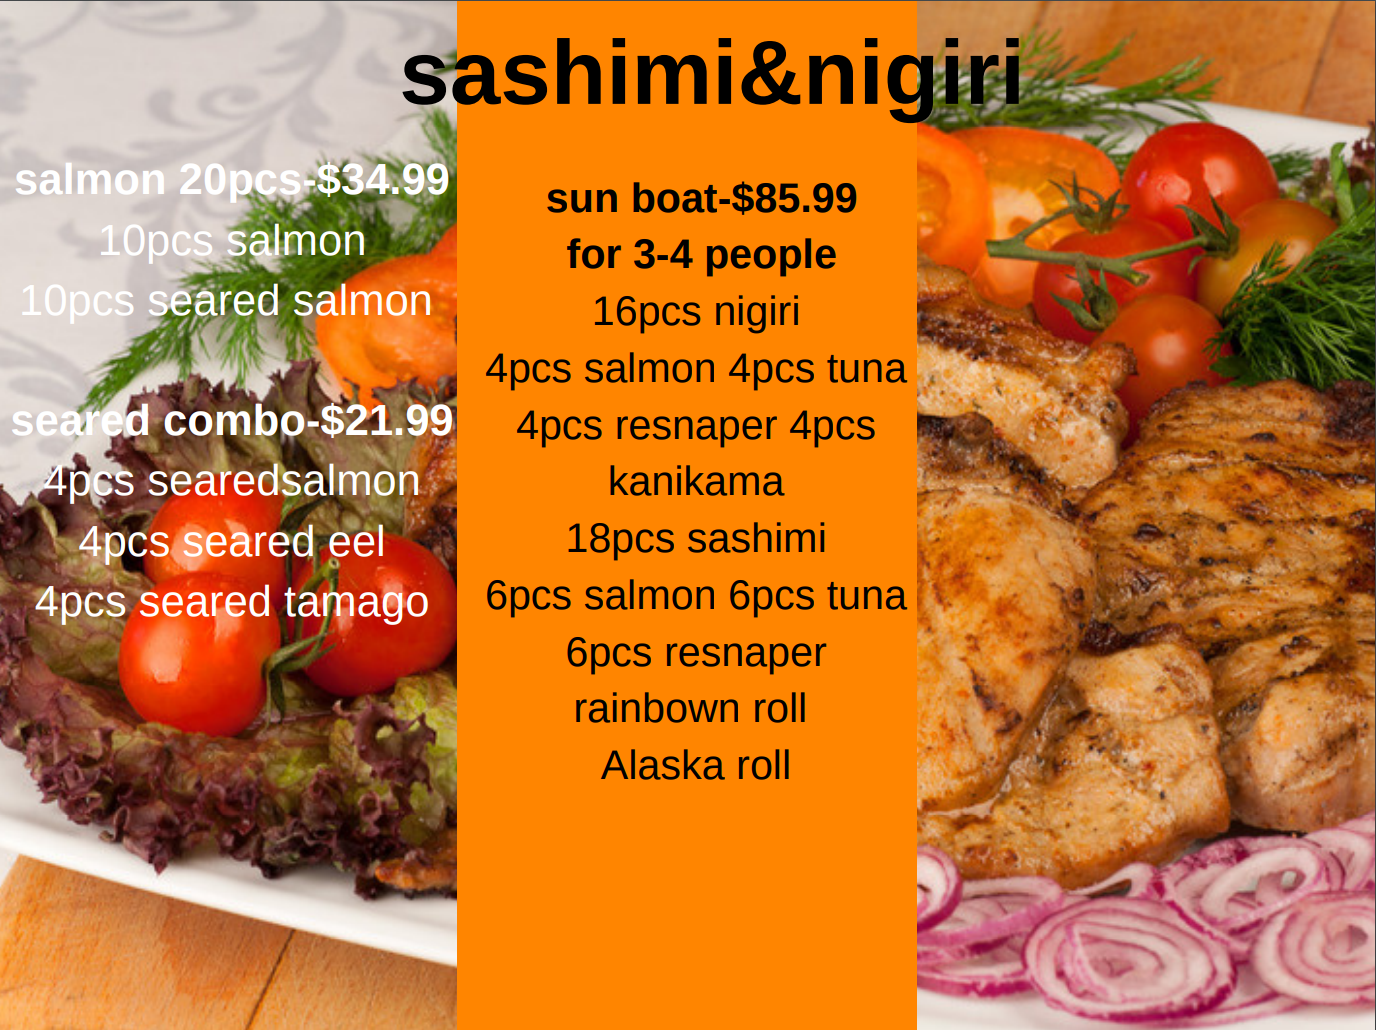 sashimi&nigiri
salmon 20pcs-$34.99
10pcs salmon
10pcs seared salmon
seared combo-$21.99
4pcs searedsalmon
4pcs seared eel
4pcs seared tamago
sun boat-$85.99
for 3-4 people
16pcs nigiri
4pcs salmon 4pcs tuna
4pcs resnaper 4pcs
kanikama
18pcs sashimi
6pcs salmon 6pcs tuna
6pcs resnaper
rainbown roll
Alaska roll